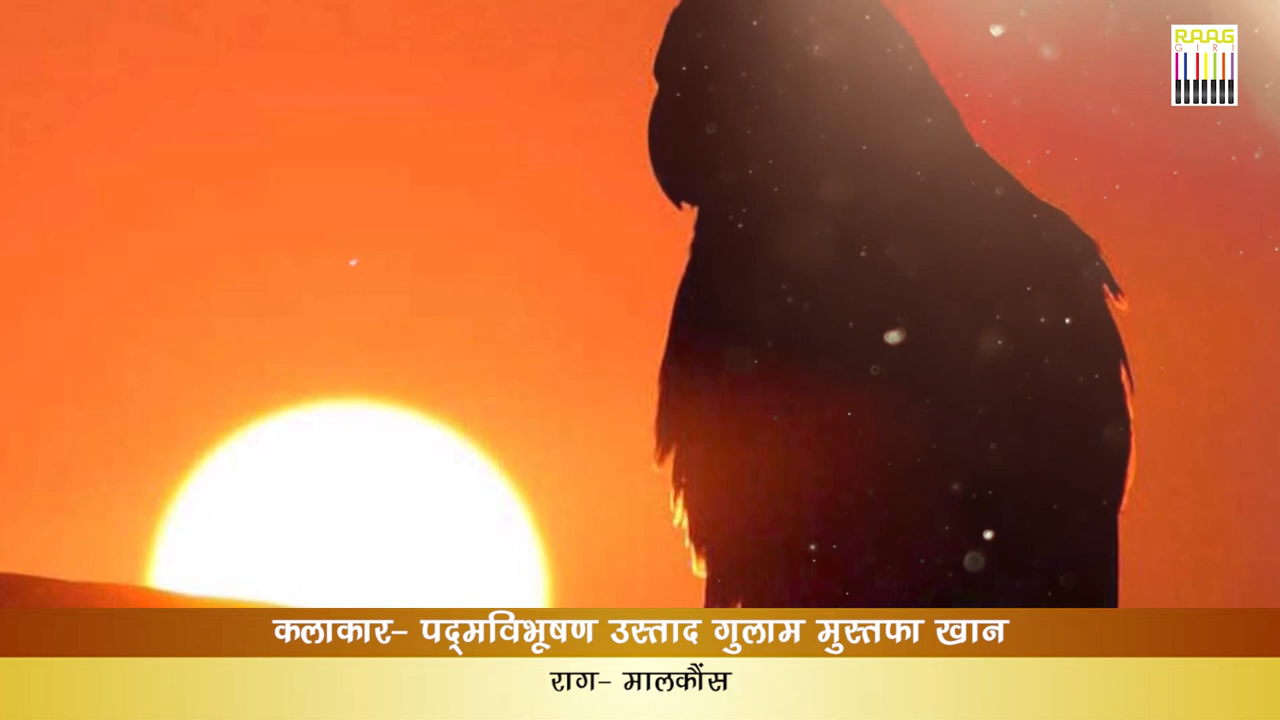 RAAG
GIRI
कलाकार- पद्मविभूषण उस्ताद गुलाम मुस्तफा खान
राग- मालकौंस